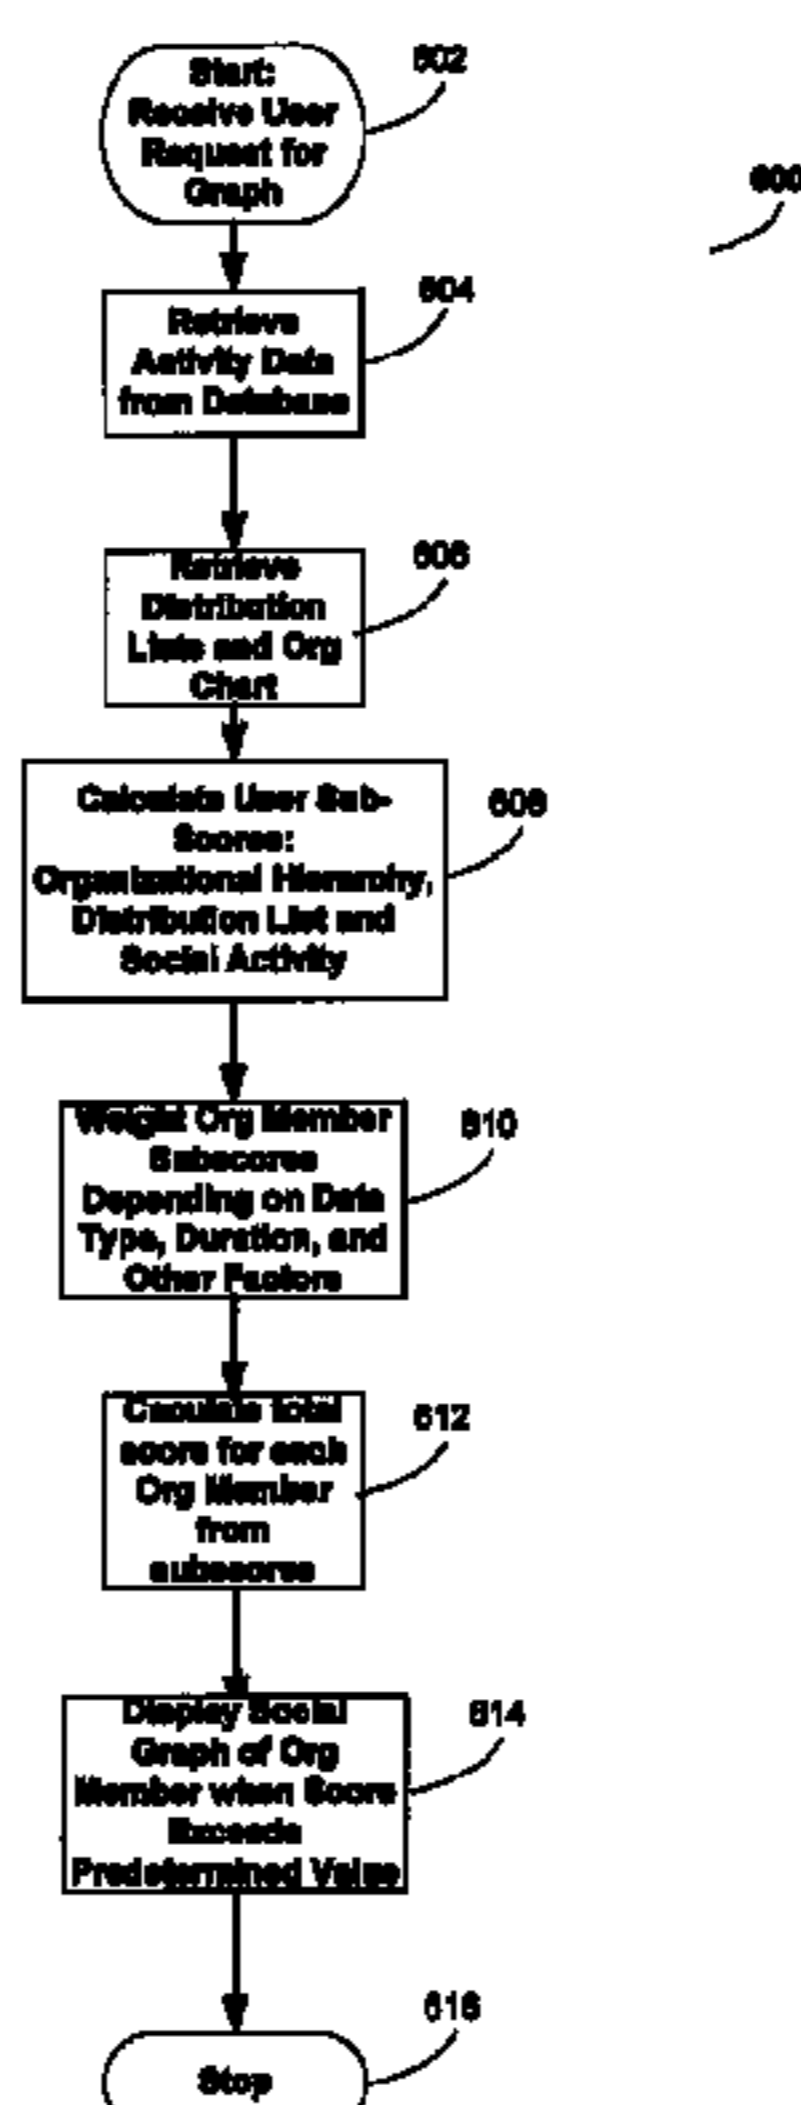 Start:
Receive User
Request for
Graph
602
600
Retrieve
Activity Data
from Database
604
Retrieve
Distribution
Lists and Org
Chart
606
Calculate User Sub-
Scores:
Organizational Hierarchy,
Distribution List and
Social Activity
608
Weight Org Member
Subscores
Depending on Data
Type, Duration, and
Other Factors
610
Caculate total
score for each
Org Member
from
subscores
612
Display Social
Graph of Org
Member when Score
Exceeds
Predetermined Value
614
Stop
616